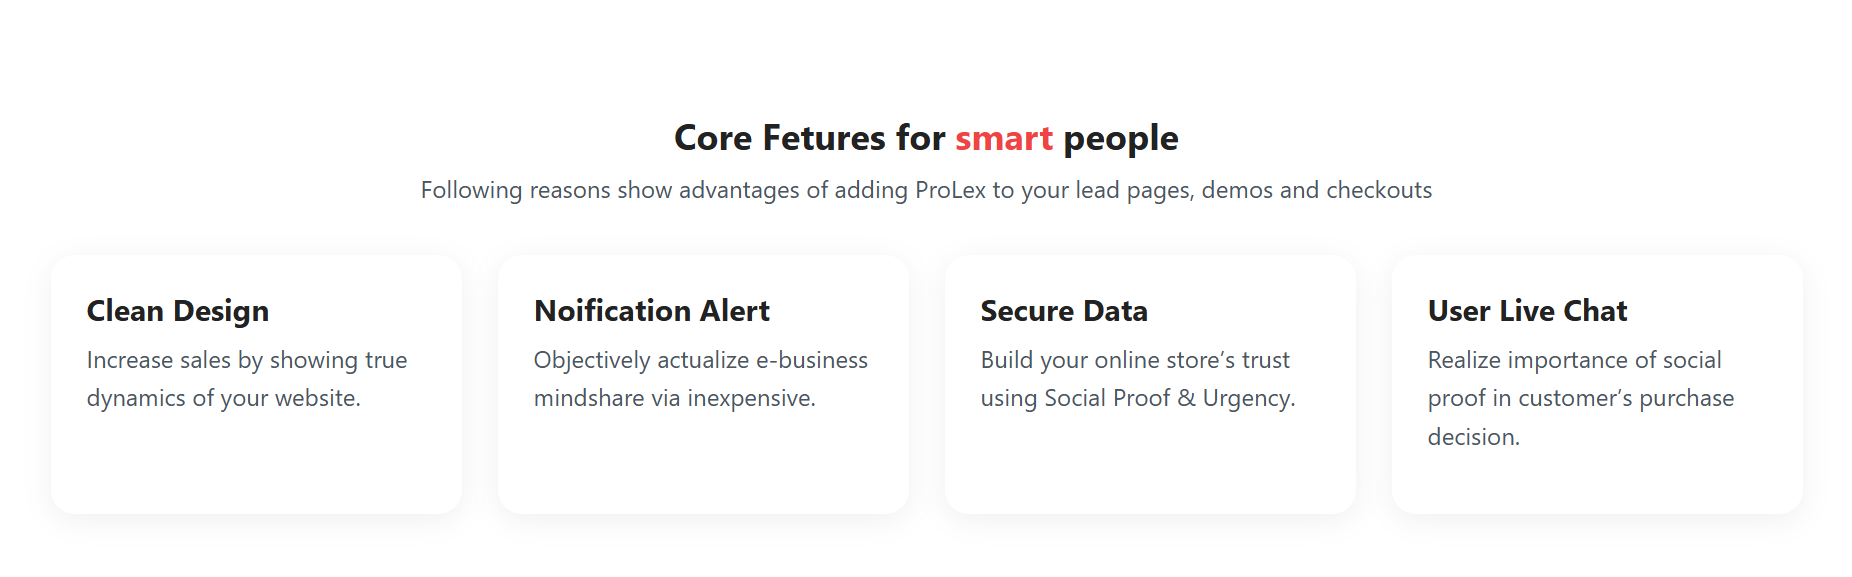 Core Fetures for smart people
Following reasons show advantages of adding ProLex to your lead pages, demos and checkouts
Clean Design
Increase sales by showing true
dynamics of your website.
Noification Alert
Objectively actualize e-business
mindshare via inexpensive.
Secure Data
Build your online store’s trust
using Social Proof & Urgency.
User Live Chat
Realize importance of social
proof in customer’s purchase
decision.